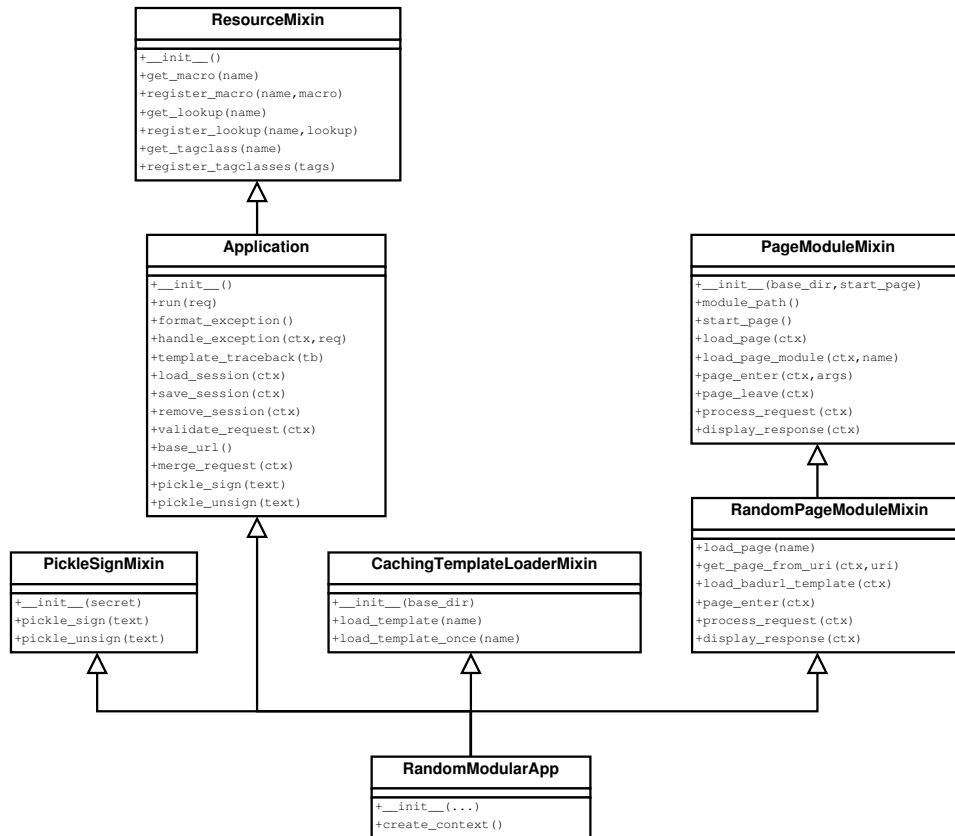 ResourceMixin
+__init__()
+get_macro(name)
+register_macro(name,macro)
+get_lookup(name)
+register_lookup(name,lookup)
+get_tagclass(name)
+register_tagclasses(tags)
Application
+__init__()
+run(req)
+format_exception()
+handle_exception(ctx,req)
+template_traceback(tb)
+load_session(ctx)
+save_session(ctx)
+remove_session(ctx)
+validate_request(ctx)
+base_url()
+merge_request(ctx)
+pickle_sign(text)
+pickle_unsign(text)
PageModuleMixin
+__init__(base_dir,start_page)
+module_path()
+start_page()
+load_page(ctx)
+load_page_module(ctx,name)
+page_enter(ctx,args)
+page_leave(ctx)
+process_request(ctx)
+display_response(ctx)
PickleSignMixin
+__init__(secret)
+pickle_sign(text)
+pickle_unsign(text)
CachingTemplateLoaderMixin
+__init__(base_dir)
+load_template(name)
+load_template_once(name)
RandomPageModuleMixin
+load_page(name)
+get_page_from_uri(ctx,uri)
+load_badurl_template(ctx)
+page_enter(ctx)
+process_request(ctx)
+display_response(ctx)
RandomModularApp
+__init__(...)
+create_context()